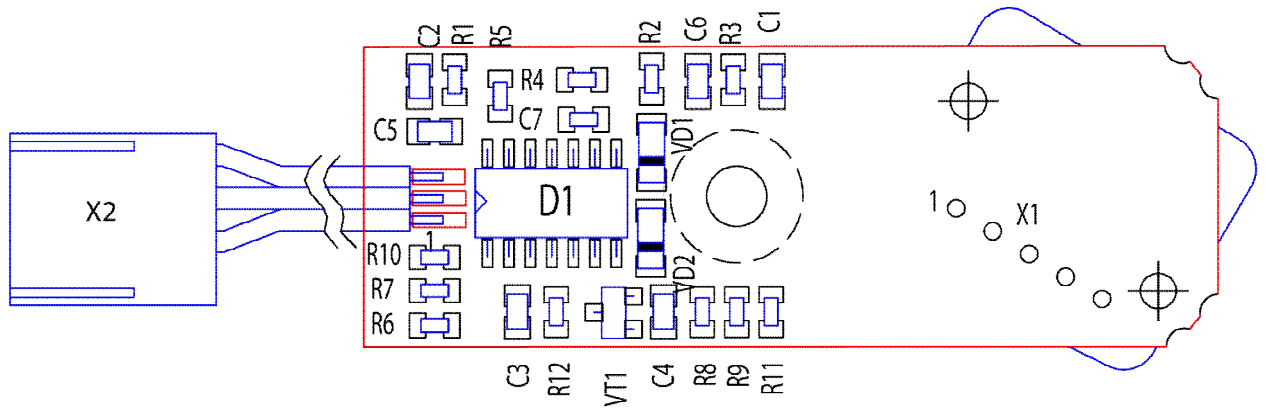 C2 R1 R5 R2 C6 R3 C1
R4
C7
C5
VD1
X2 D1 1 X1
1
R10
VD2
R7
R6
C3 R12 VT1 C4 R8 R9 R11